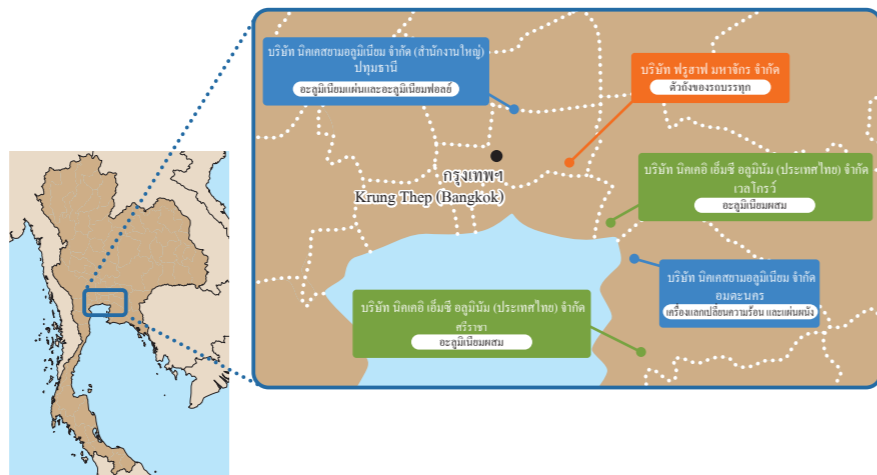 บริษัท นิคเคสยามอลูมิเนียม จำกัด (สำนักงานใหญ่)
ปทุมธานี
อะลูมิเนียมแผ่นและอะลูมิเนียมฟอลย์
บริษัท ฟรูฮาฟ มหาจักร จำกัด
ตัวถังของรถบรรทุก
กรุงเทพฯ
Krung Thep (Bangkok)
บริษัท นิคเคอิ เอ็มซี อลูมินัม (ประเทศไทย) จำกัด
เวลโกรว์
อะลูมิเนียมผสม
บริษัท นิคเคสยามอลูมิเนียม จำกัด
อมตะนคร
เครื่องแลกเปลี่ยนความร้อน และแผ่นผนัง
บริษัท นิคเคอิ เอ็มซี อลูมินัม (ประเทศไทย) จำกัด
ศรีราชา
อะลูมิเนียมผสม